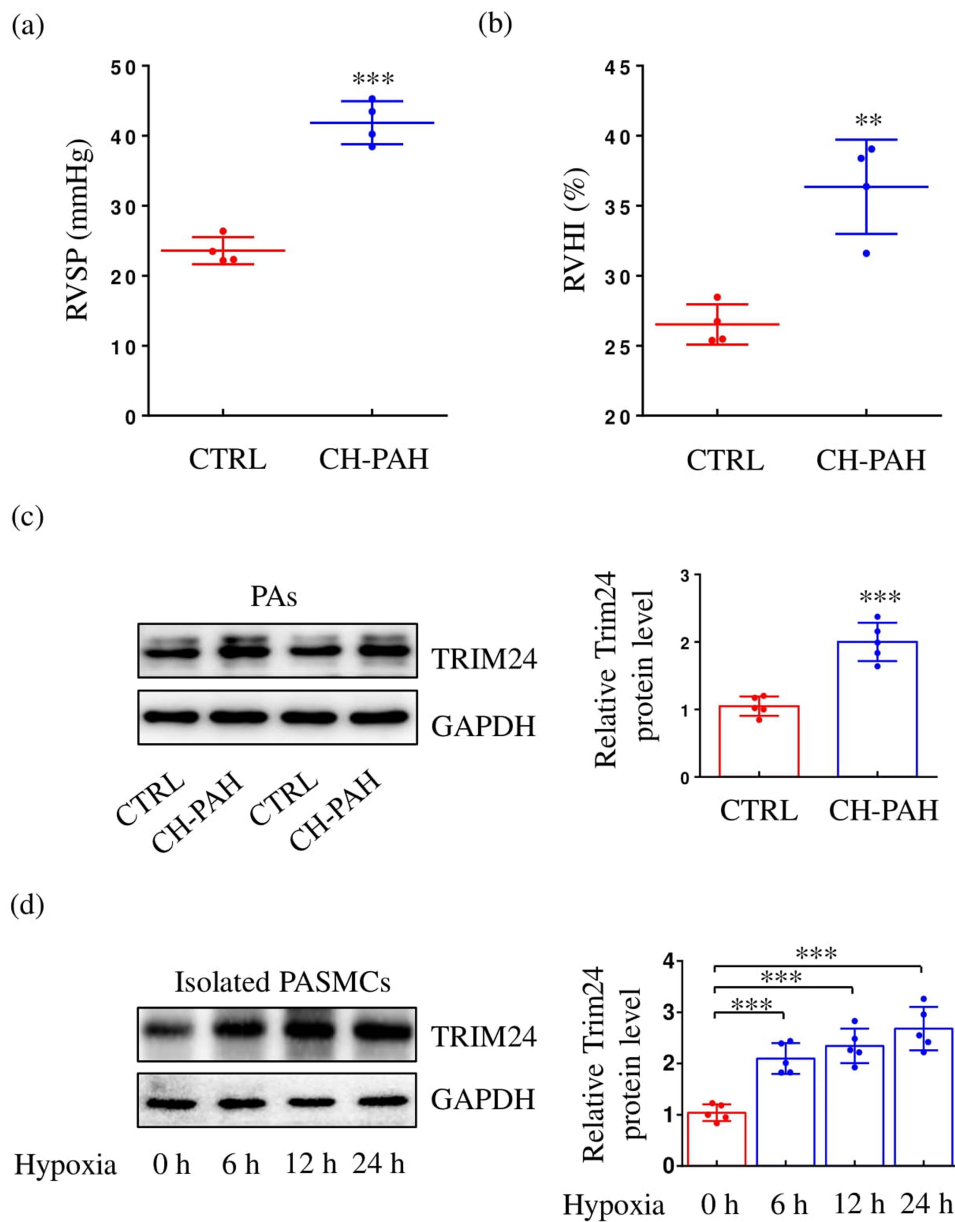 (a)
50
40
30
20
10
0
RVSP (mmHg)
***
CTRL
CH-PAH
(b)
45
40
35
30
25
20
RVHI (%)
**
CTRL
CH-PAH
(c)
PAs
TRIM24
GAPDH
CTRL
CH-PAH
CTRL
CH-PAH
Relative Trim24
protein level
3
2
1
0
***
CTRL
CH-PAH
(d)
Isolated PASMCs
TRIM24
GAPDH
Hypoxia 0 h 6 h 12 h 24 h
Relative Trim24
protein level
4
3
2
1
0
***
***
***
Hypoxia 0 h 6 h 12 h 24 h